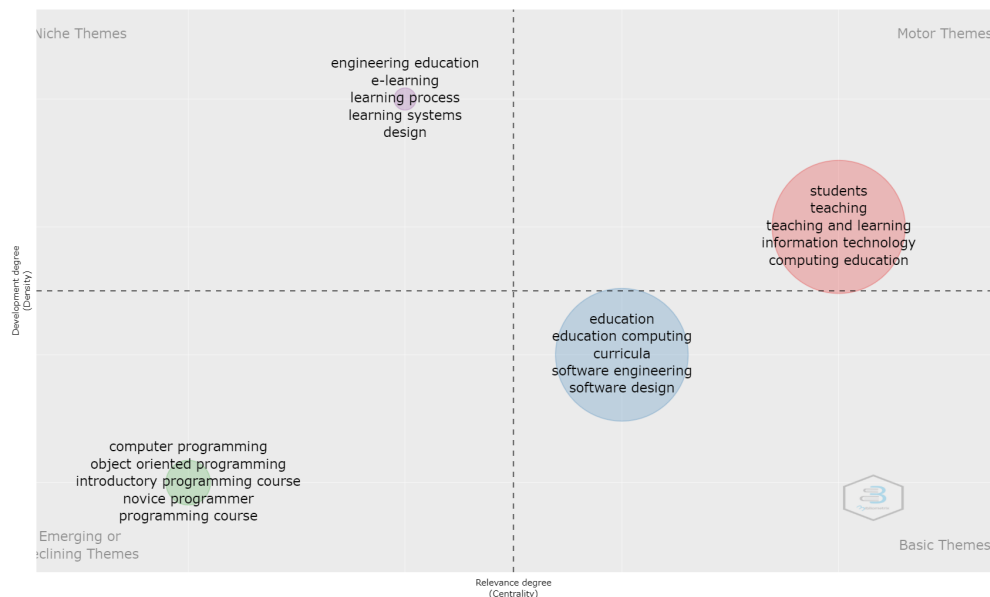 Niche Themes
Motor Themes
engineering education
e-learning
learning process
learning systems
design
students
teaching
teaching and learning
information technology
computing education
Development degree
(Density)
education
education computing
curricula
software engineering
software design
computer programming
object oriented programming
introductory programming course
novice programmer
programming course
Emerging or
eclining Themes
Basic Themes
Relevance degree
(Centrality)